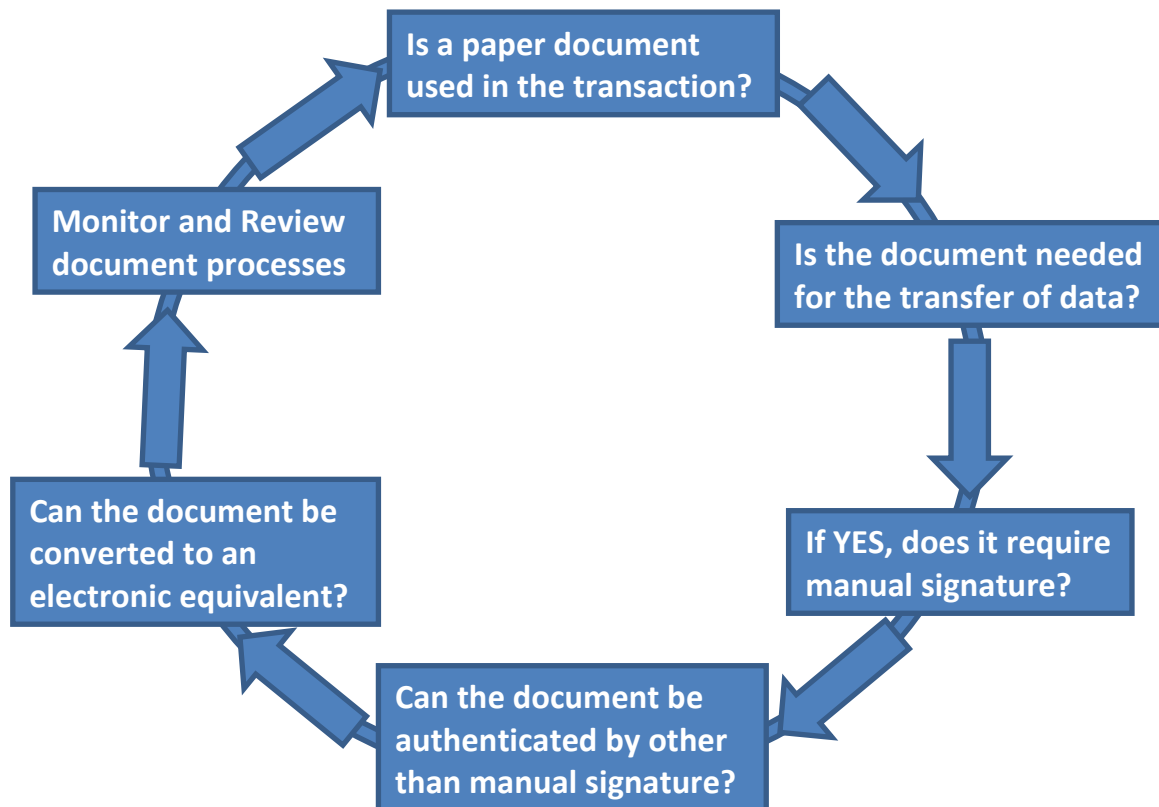 Is a paper document
used in the transaction?
Is the document needed
for the transfer of data?
If YES, does it require
manual signature?
Can the document be
authenticated by other
than manual signature?
Can the document be
converted to an
electronic equivalent?
Monitor and Review
document processes